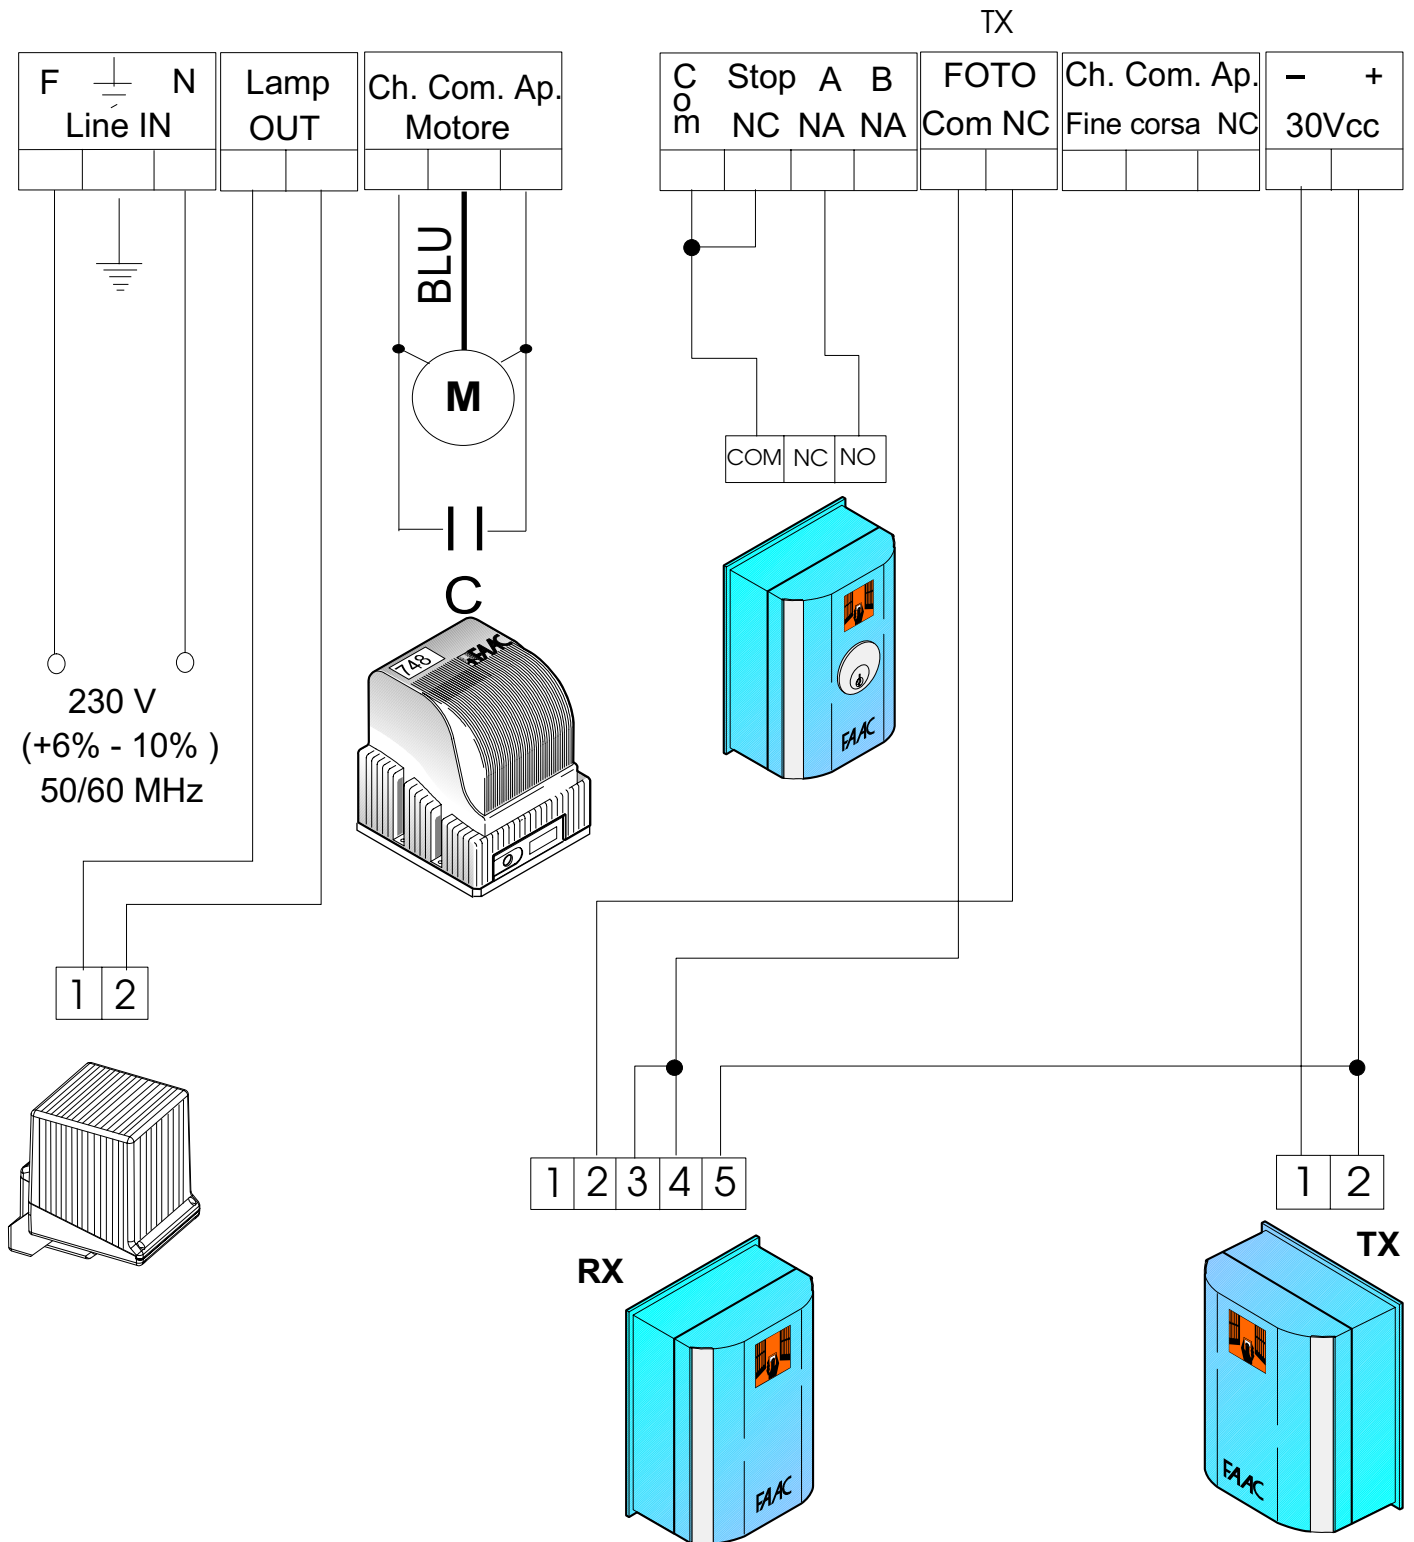 TX
F N
Line IN
Lamp
OUT
Ch. Com. Ap.
Motore
Com
Stop A B
NC NA NA
FOTO
Com NC
Ch. Com. Ap.
Fine corsa NC
– +
30Vcc
BLU
M
C
COM NC NO
748
FAAC
FAAC
230 V
(+6% - 10% )
50/60 MHz
1 2
1 2 3 4 5
1 2
RX
TX
FAAC
FAAC